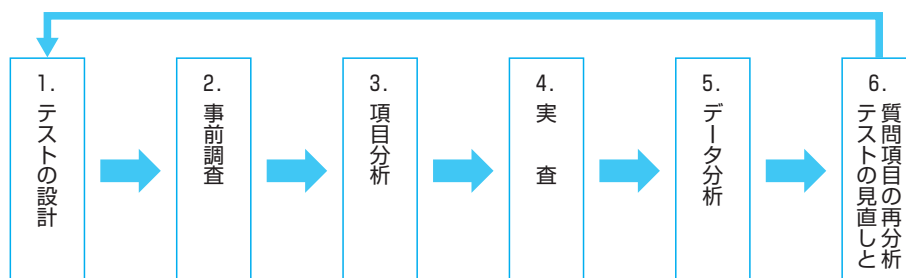 1.
テストの設計
2.
事前調査
3.
項目分析
4.
実査
5.
データ分析
6.
テストの見直しと
質問項目の再分析